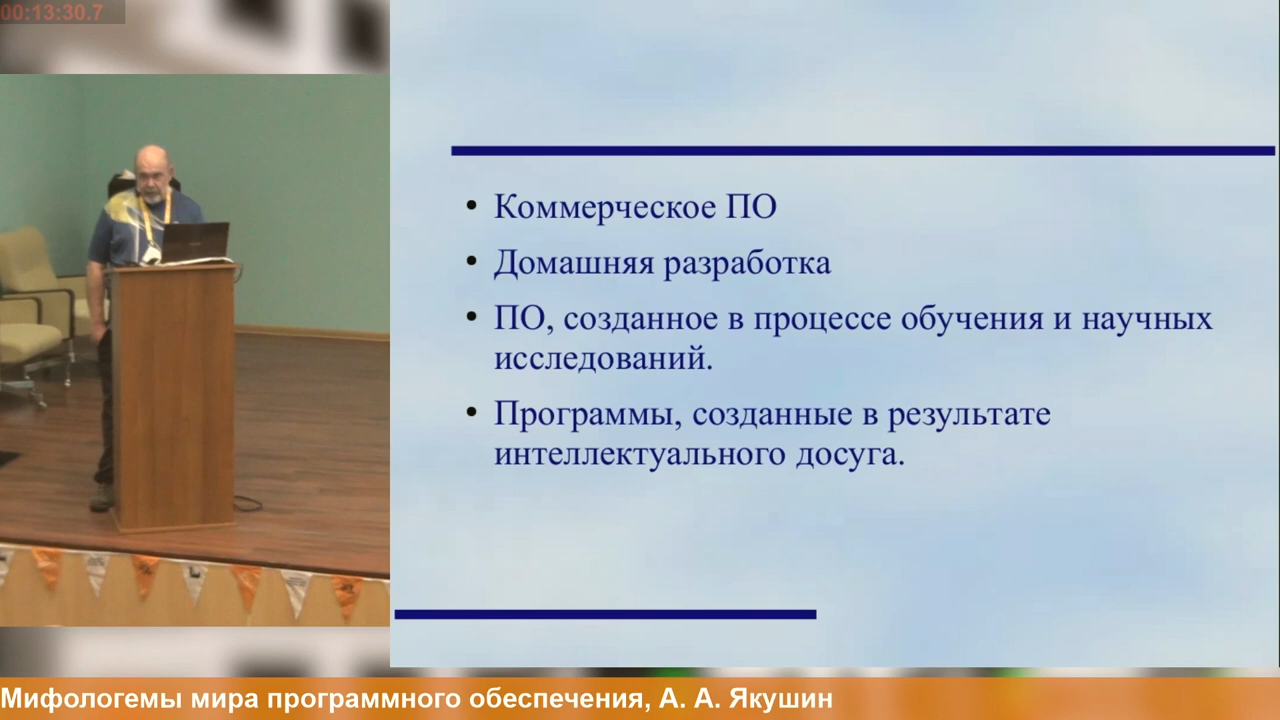 00:13:30.7
Коммерческое ПО
Домашняя разработка
ПО, созданное в процессе обучения и научных
исследований.
Программы, созданные в результате
интеллектуального досуга.
Мифологемы мира программного обеспечения, А. А. Якушин